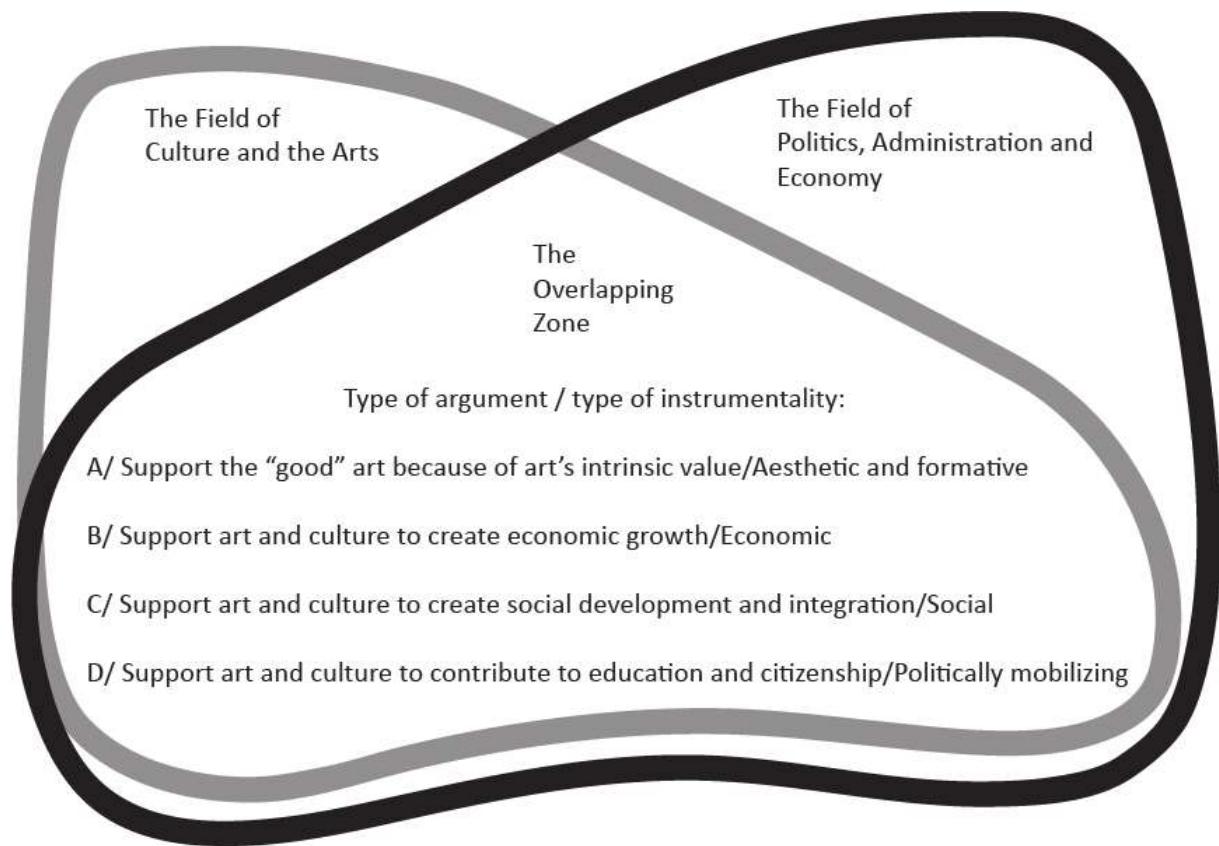 The Field of
Culture and the Arts
The Field of
Politics, Administration and
Economy
The
Overlapping
Zone
Type of argument / type of instrumentality:
A/ Support the “good” art because of art’s intrinsic value/Aesthetic and formative
B/ Support art and culture to create economic growth/Economic
C/ Support art and culture to create social development and integration/Social
D/ Support art and culture to contribute to education and citizenship/Politically mobilizing